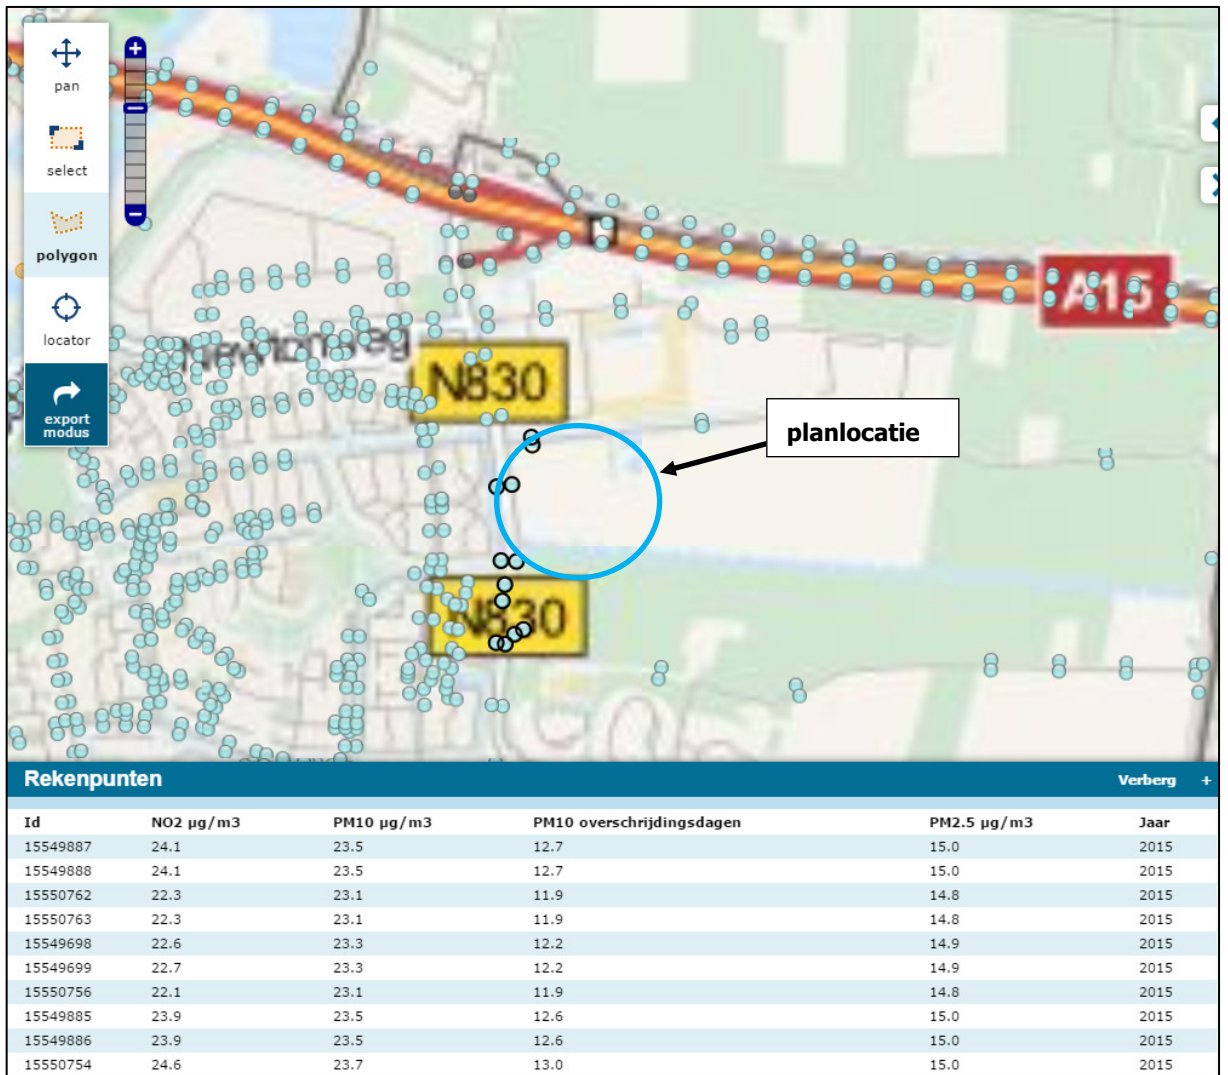 pan
select
polygon
locator
export
modus
A15
Newtonweg
N830
planlocatie
N830
Rekenpunten Verberg +
Id NO2 µg/m3 PM10 µg/m3 PM10 overschrijdingsdagen PM2.5 µg/m3 Jaar
15549887 24.1 23.5 12.7 15.0 2015
15549888 24.1 23.5 12.7 15.0 2015
15550762 22.3 23.1 11.9 14.8 2015
15550763 22.3 23.1 11.9 14.8 2015
15549698 22.6 23.3 12.2 14.9 2015
15549699 22.7 23.3 12.2 14.9 2015
15550756 22.1 23.1 11.9 14.8 2015
15549885 23.9 23.5 12.6 15.0 2015
15549886 23.9 23.5 12.6 15.0 2015
15550754 24.6 23.7 13.0 15.0 2015